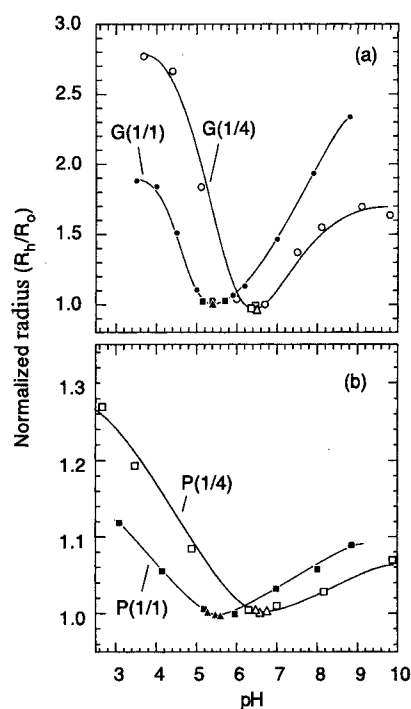 3.0
(a)
2.5
G(1/4)
G(1/1)
2.0
1.5
1.0
Normalized radius (Rh/Ro)
(b)
1.3
P(1/4)
1.2
1.1
1.0
P(1/1)
3 4 5 6 7 8 9 10
pH